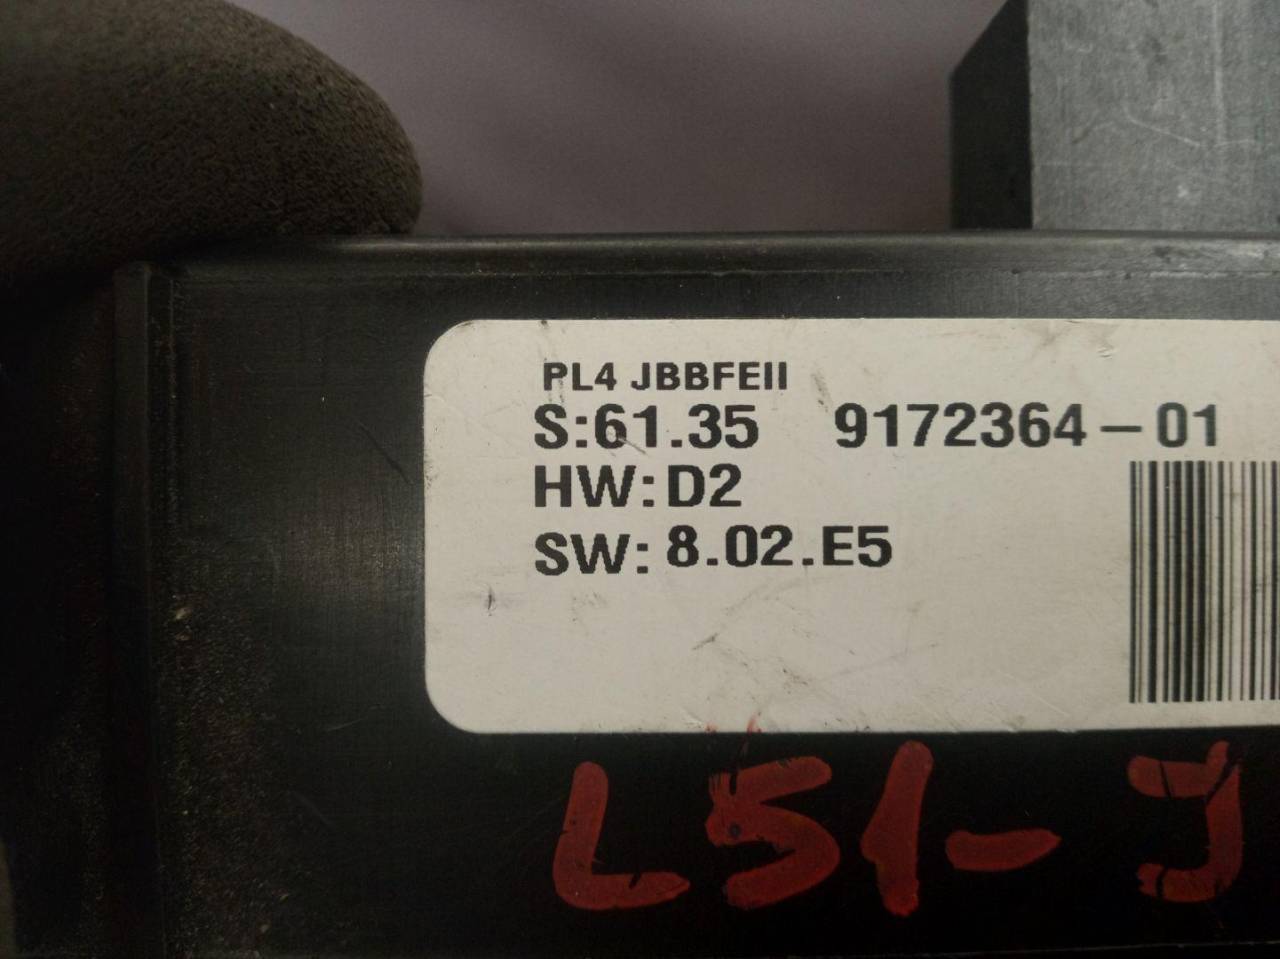 PL4 JBBFEII
S:61.35 9172364-01
HW: D2
SW: 8.02.E5
L51-J